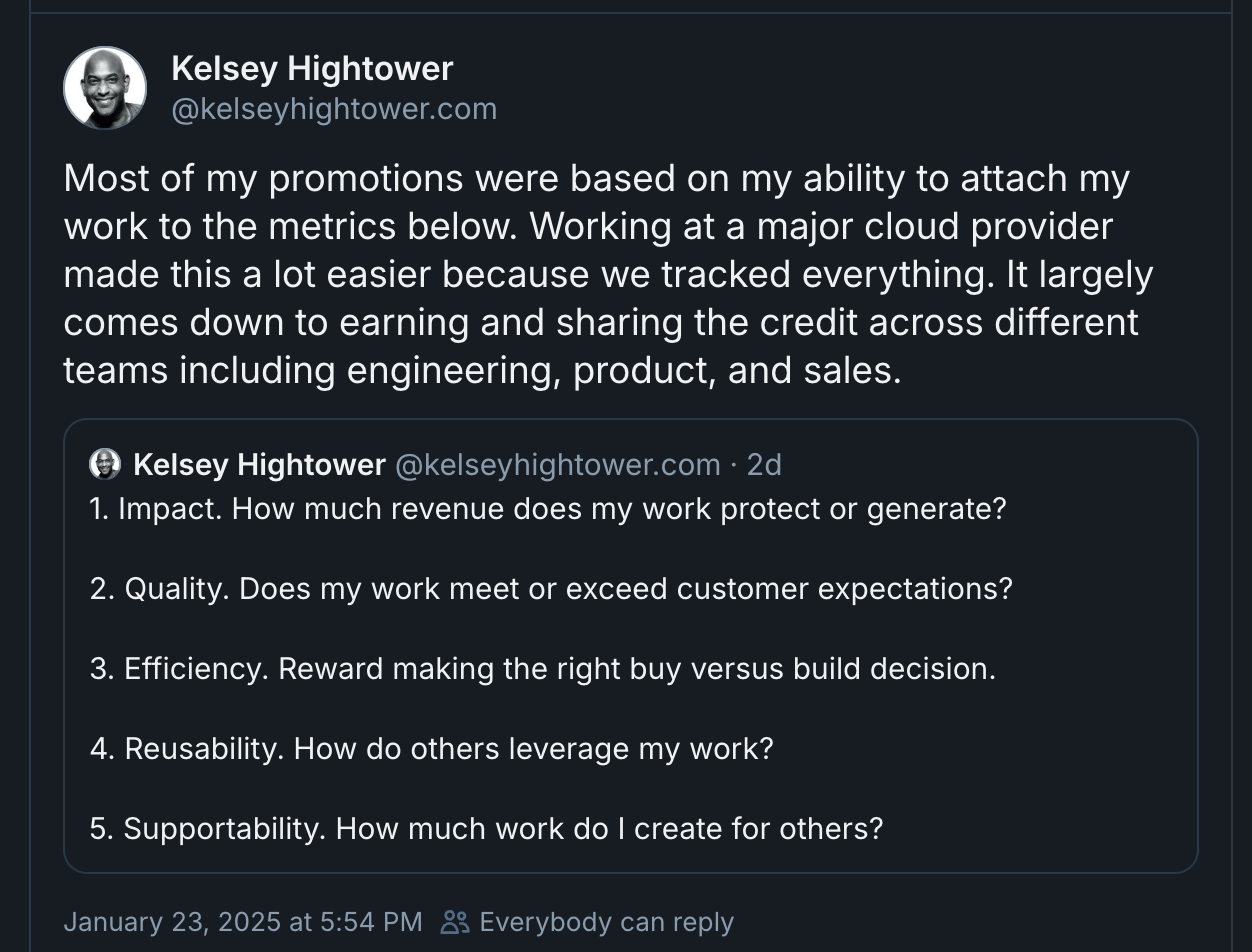 Kelsey Hightower
@kelseyhightower.com
Most of my promotions were based on my ability to attach my
work to the metrics below. Working at a major cloud provider
made this a lot easier because we tracked everything. It largely
comes down to earning and sharing the credit across different
teams including engineering, product, and sales.
Kelsey Hightower @kelseyhightower.com · 2d
1. Impact. How much revenue does my work protect or generate?
2. Quality. Does my work meet or exceed customer expectations?
3. Efficiency. Reward making the right buy versus build decision.
4. Reusability. How do others leverage my work?
5. Supportability. How much work do I create for others?
January 23, 2025 at 5:54 PM Everybody can reply